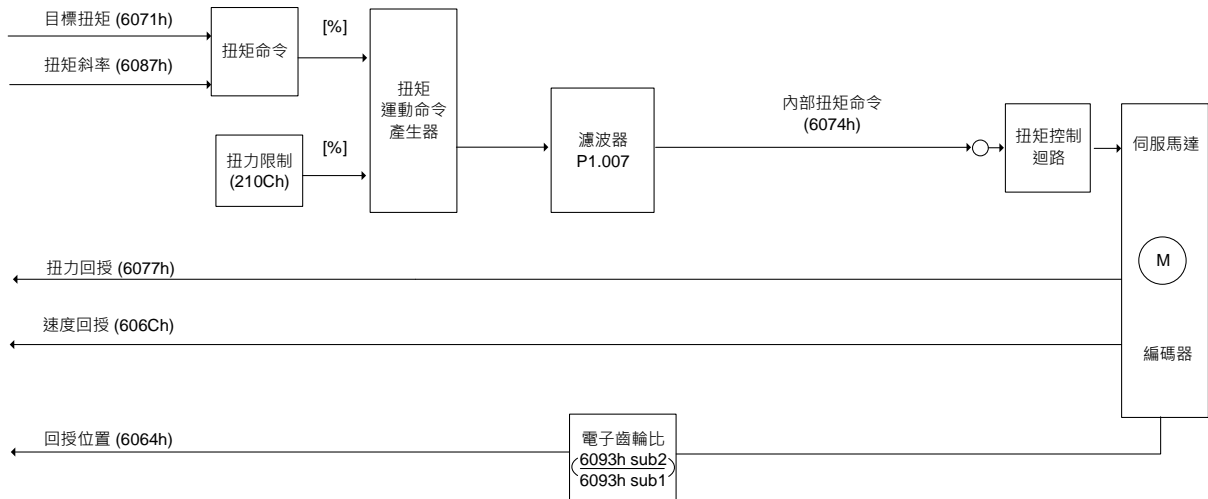 目標扭矩 (6071h)
扭矩斜率 (6087h)
扭矩命令
[%]
扭力限制
(210Ch)
[%]
扭矩
運動命令
產生器
濾波器
P1.007
內部扭矩命令
(6074h)
扭矩控制
迴路
伺服馬達
M
編碼器
扭力回授 (6077h)
速度回授 (606Ch)
回授位置 (6064h)
電子齒輪比
(6093h sub2
6093h sub1)